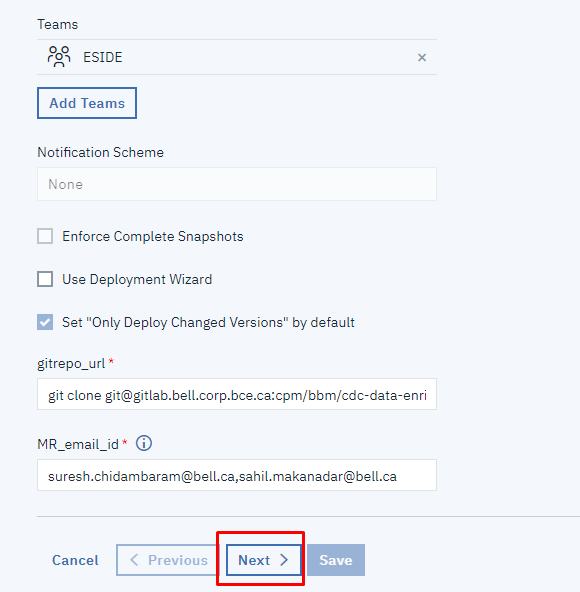 Teams
ESIDE
Add Teams
Notification Scheme
None
Enforce Complete Snapshots
Use Deployment Wizard
Set "Only Deploy Changed Versions" by default
gitrepo_url *
git clone git@gitlab.bell.corp.bce.ca:cpm/bbm/cdc-data-enri
MR_email_id *
suresh.chidambaram@bell.ca,sahil.makanadar@bell.ca
Cancel Previous Next Save